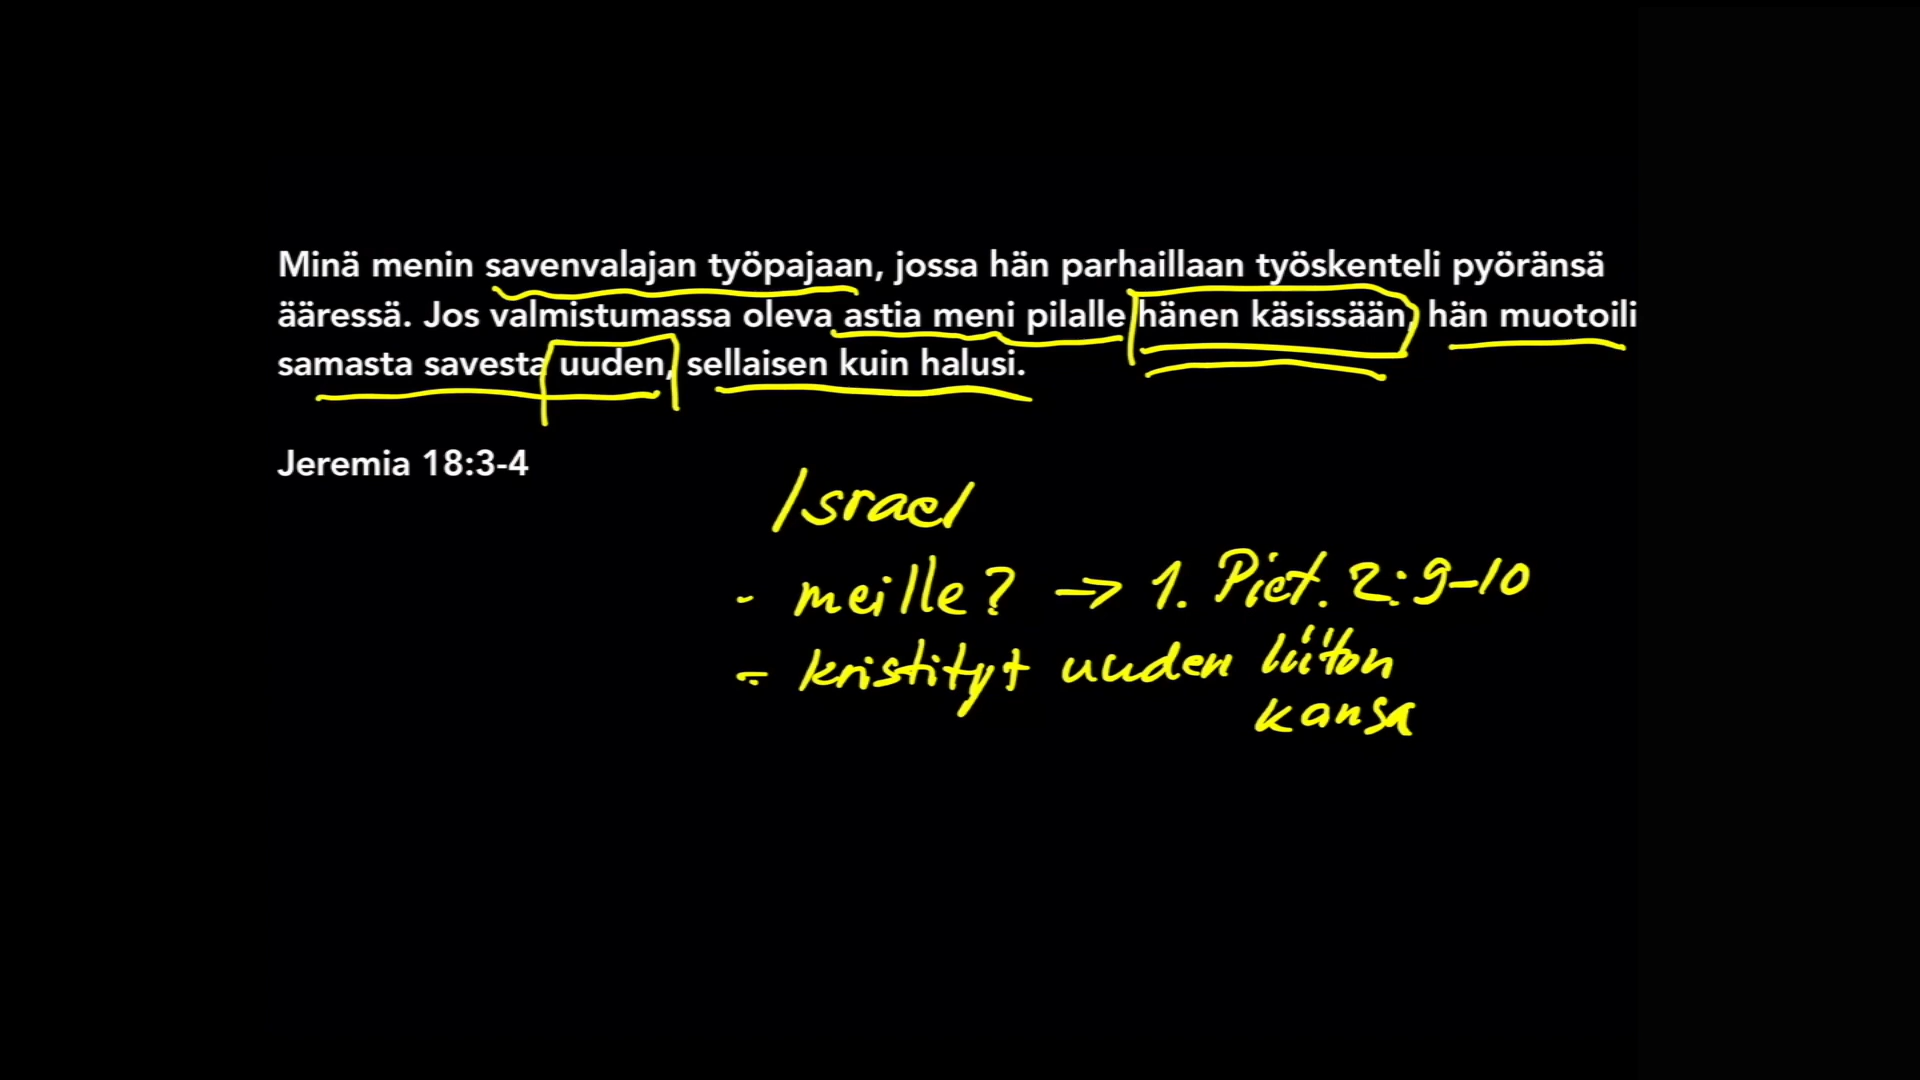 Minä menin savenvalajan työpajaan, jossa hän parhaillaan työskenteli pyöränsä
ääressä. Jos valmistumassa oleva astia meni pilalle hänen käsissään, hän muotoili
samasta savesta uuden, sellaisen kuin halusi.
Jeremia 18:3-4
Israel
- meille? → 1. Piet. 2:9-10
- kristityt uuden liiton
kansa